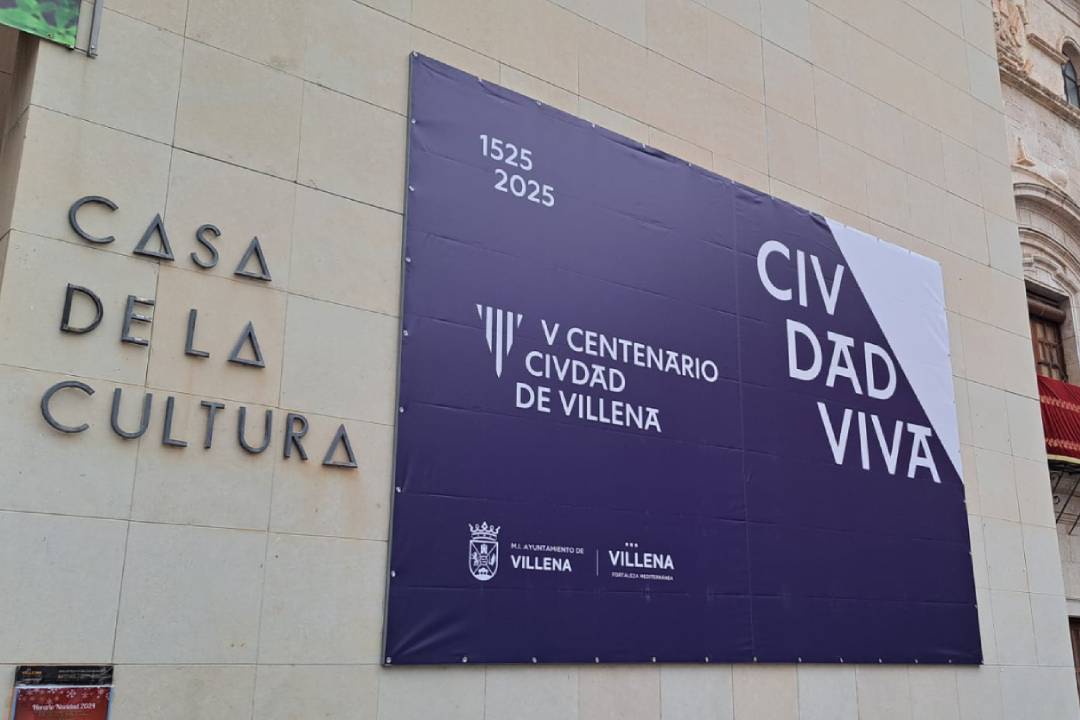 CASA
DE LA
CULTURA
1525
2025
V CENTENARIO
CIVDAD
DE VILLENA
CIV
DAD
VIVA
M.I. AYUNTAMIENTO DE
VILLENA
VILLENA
FORTALEZA MEDITERRÁNEA
Horario Navidad 2024